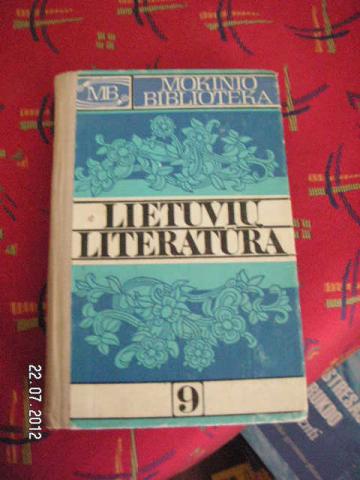 MB
MOKINIO
BIBLIOTEKA
LIETUVIŲ
LITERATŪRA
9
22.07.2012